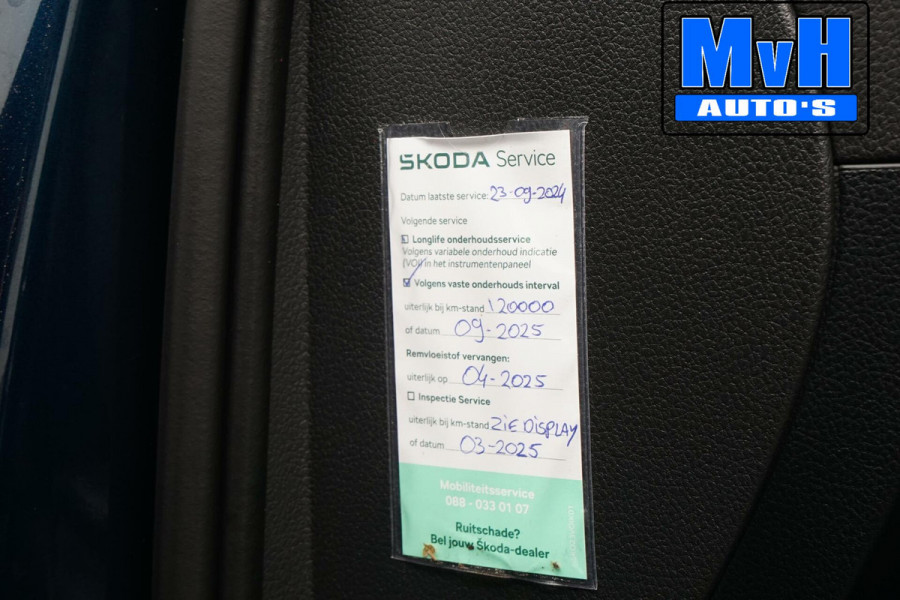 MvH
AUTO'S
ŠKODA Service
Datum laatste service: 23-09-2024
Volgende service
Longlife onderhoudsservice
Volgens variabele onderhoud indicatie
(VOI) in het instrumentenpaneel
Volgens vaste onderhouds interval
uiterlijk bij km-stand 120000
of datum 09-2025
Remvloeistof vervangen:
uiterlijk op 04-2025
Inspectie Service
uiterlijk bij km-stand ZIE DISPLAY
of datum 03-2025
Mobiliteitsservice
088 - 033 01 07
Ruitschade?
Bel jouw Škoda-dealer